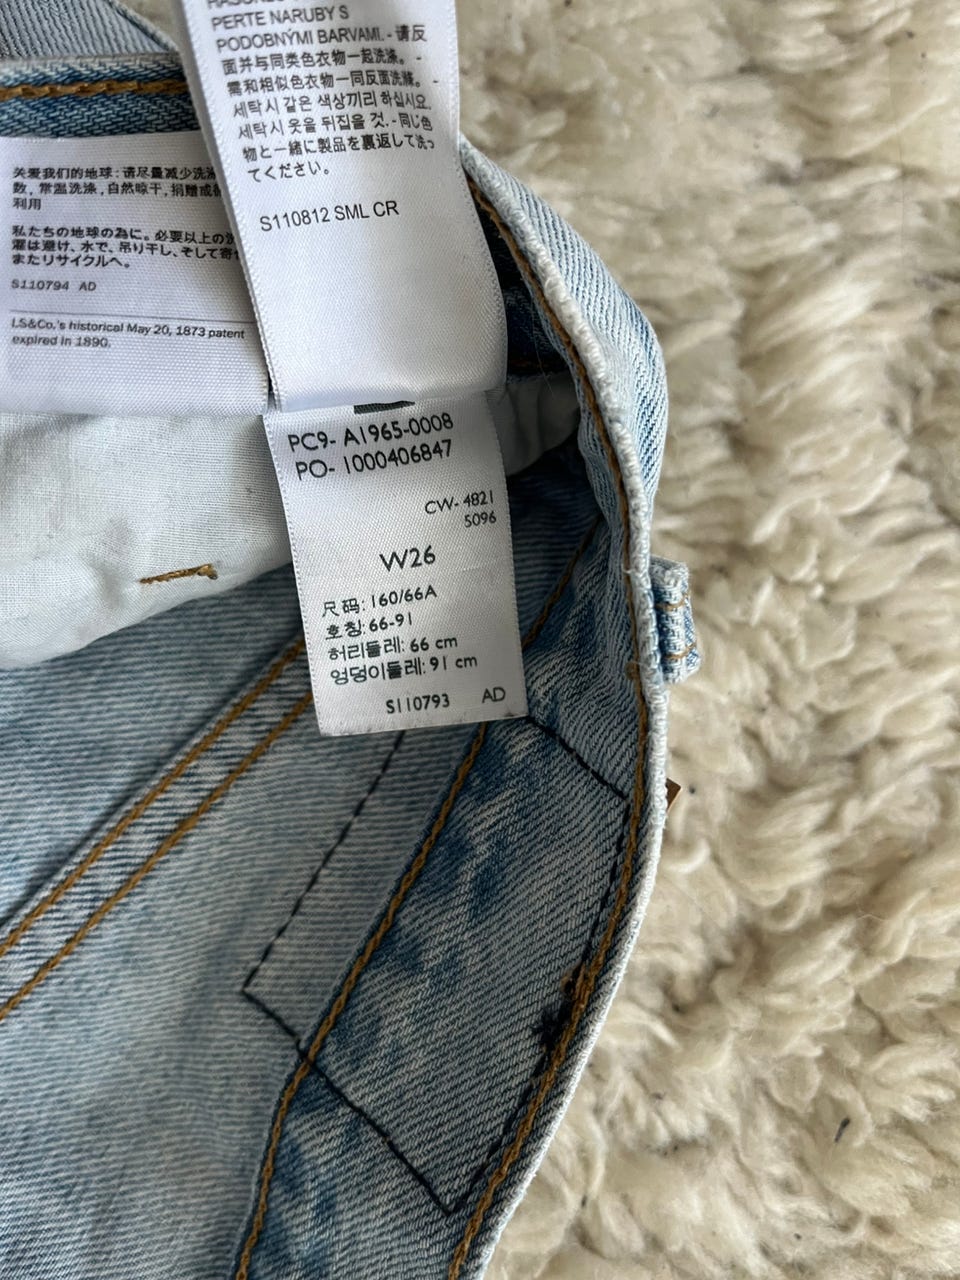 PERTE NARUBY S
PODOBNÝMI BARVAMI. - 请反
面并与同类色衣物一起洗涤。 -
需和相似色衣物一同反面洗滌。 -
세탁시 같은 색상끼리 하십시오.
세탁시 옷을 뒤집을 것. - 同じ色
物と一緒に製品を裏返して洗っ
てください。
S110812 SML CR
关爱我们的地球: 请尽量减少洗涤
数, 常温洗涤, 自然晾干, 捐赠或
利用
私たちの地球の為に。必要以上の洗
濯は避け、水で、吊り干し、そして寄
またリサイクルへ。
S110794 AD
LS&Co.'s historical May 20, 1873 patent
expired in 1890.
PC9- A1965-0008
PO- 1000406847
CW- 4821
5096
W26
尺码: 160/66A
호칭: 66-91
허리둘레: 66 cm
엉덩이둘레: 91 cm
S110793 AD